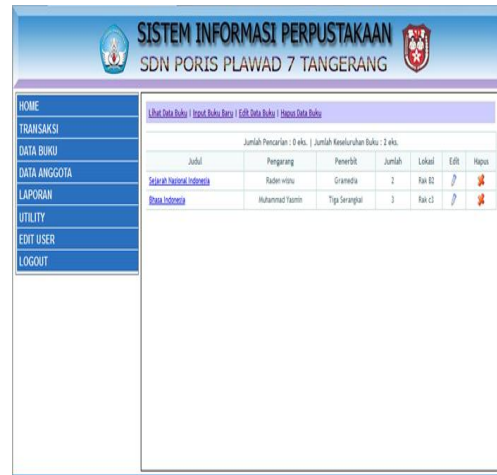 SISTEM INFORMASI PERPUSTAKAAN
SDN PORIS PLAWAD 7 TANGERANG
HOME
TRANSAKSI
DATA BUKU
DATA ANGGOTA
LAPORAN
UTILITY
EDIT USER
LOGOUT
Lihat Data Buku | Input Buku Baru | Edit Data Buku | Hapus Data Buku
Jumlah Pencarian : 0 eks. | Jumlah Keseluruhan Buku : 2 eks.
Judul Pengarang Penerbit Jumlah Lokasi Edit Hapus
Sejarah Nasional Indonesia Raden wisnu Gramedia 2 Rak B2
Bhasa Indonesia Muhammad Yasmin Tiga Serangkai 3 Rak c3